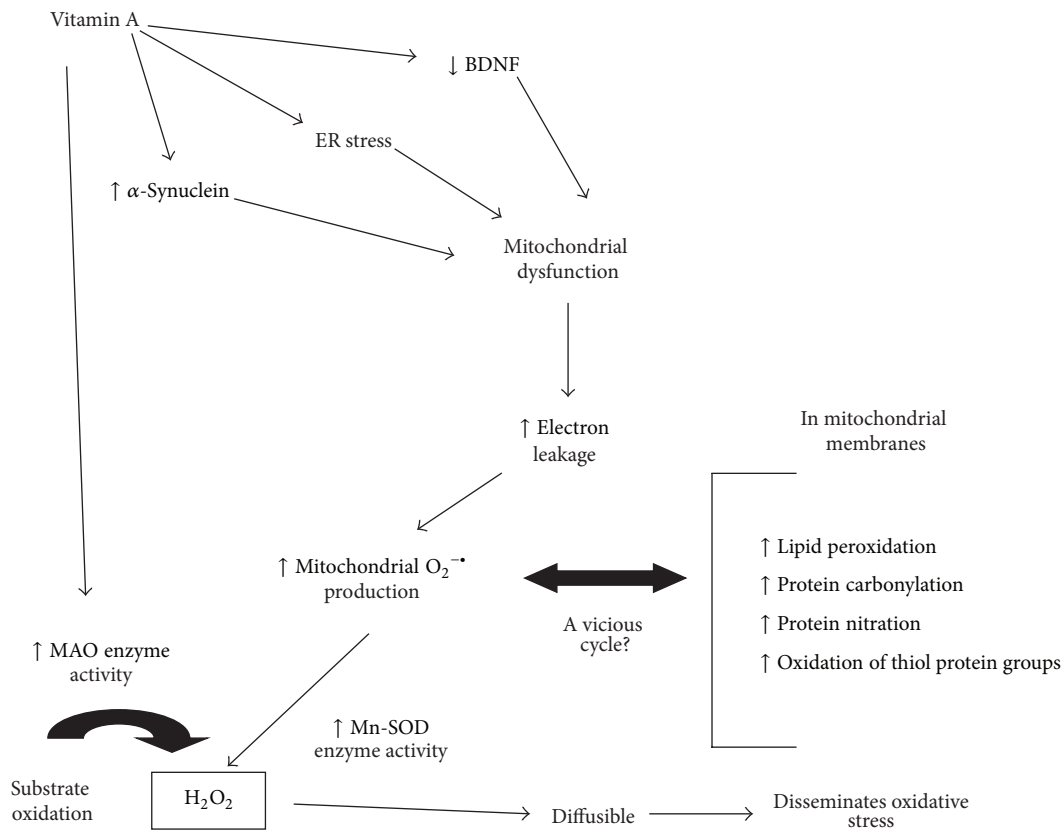 Vitamin A
↓ BDNF
ER stress
↑ α-Synuclein
Mitochondrial
dysfunction
↑ Electron
leakage
In mitochondrial
membranes
↑ Mitochondrial O₂⁻•
production
A vicious
cycle?
↑ Lipid peroxidation
↑ Protein carbonylation
↑ Protein nitration
↑ Oxidation of thiol protein groups
↑ MAO enzyme
activity
↑ Mn-SOD
enzyme activity
Substrate
oxidation
H₂O₂
Diffusible
Disseminates oxidative
stress